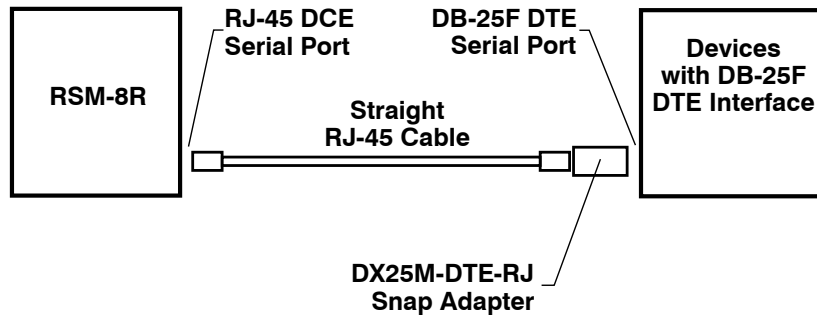 RJ-45 DCE
Serial Port
DB-25F DTE
Serial Port
RSM-8R
Devices
with DB-25F
DTE Interface
Straight
RJ-45 Cable
DX25M-DTE-RJ
Snap Adapter